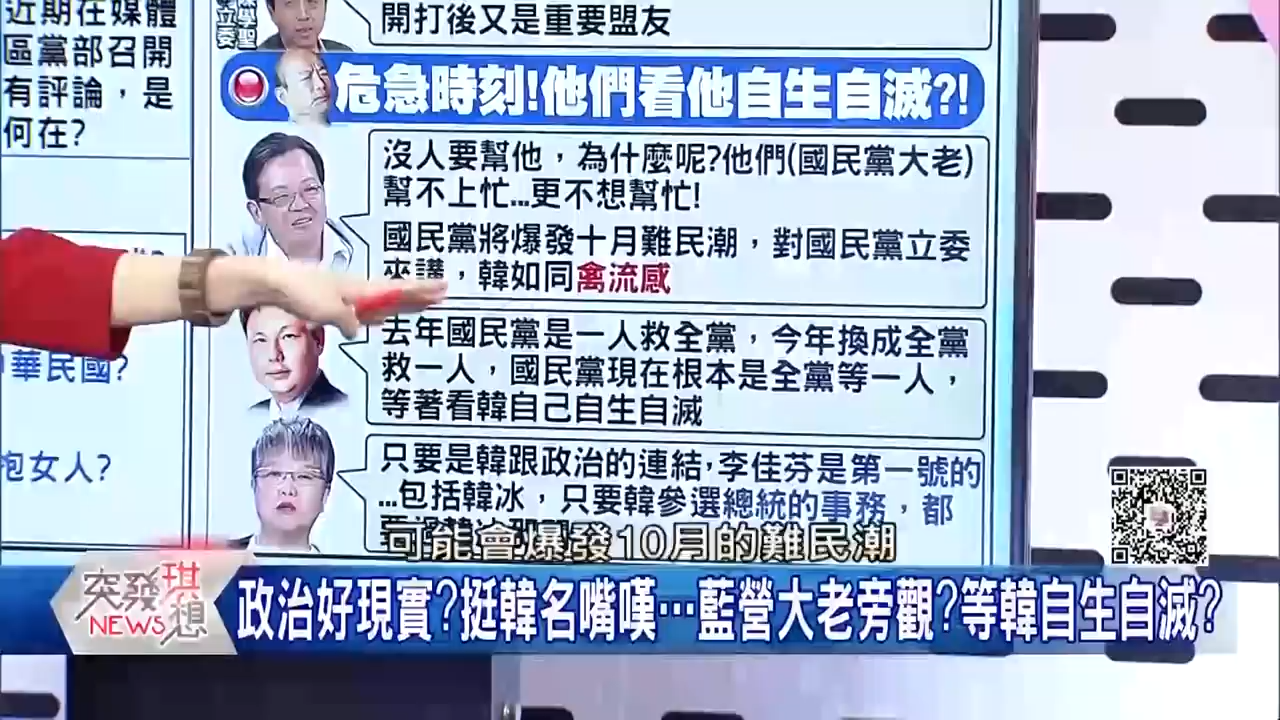 近期在媒體
區黨部召開
有評論，是
何在?
華民國?
抱女人?
立委
學聖
開打後又是重要盟友
危急時刻!他們看他自生自滅?!
沒人要幫他，為什麼呢?他們(國民黨大老)
幫不上忙...更不想幫忙!
國民黨將爆發十月難民潮，對國民黨立委
來講，韓如同禽流感
去年國民黨是一人救全黨，今年換成全黨
救一人，國民黨現在根本是全黨等一人，
等著看韓自己自生自滅
只要是韓跟政治的連結,李佳芬是第一號的
...包括韓冰，只要韓參選總統的事務，都
可能會爆發10月的難民潮
突發琪想
NEWS
政治好現實?挺韓名嘴嘆…藍營大老旁觀?等韓自生自滅?